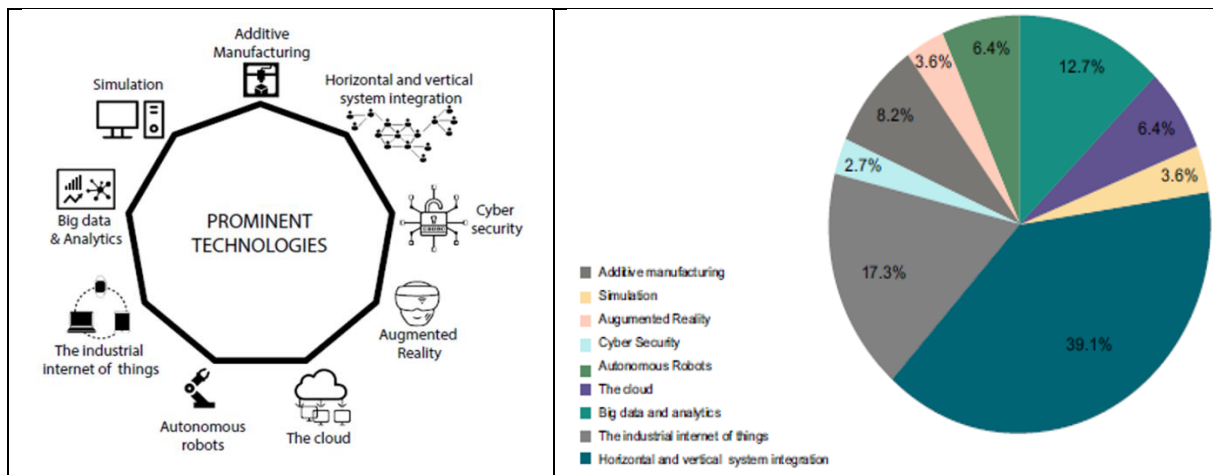 Additive
Manufacturing
Horizontal and vertical
system integration
Simulation
Big data
& Analytics
PROMINENT
TECHNOLOGIES
Cyber
security
The industrial
internet of things
Augmented
Reality
Autonomous
robots
The cloud
6.4%
12.7%
3.6%
8.2%
6.4%
3.6%
2.7%
17.3%
39.1%
Additive manufacturing
Simulation
Augumented Reality
Cyber Security
Autonomous Robots
The cloud
Big data and analytics
The industrial internet of things
Horizontal and vertical system integration